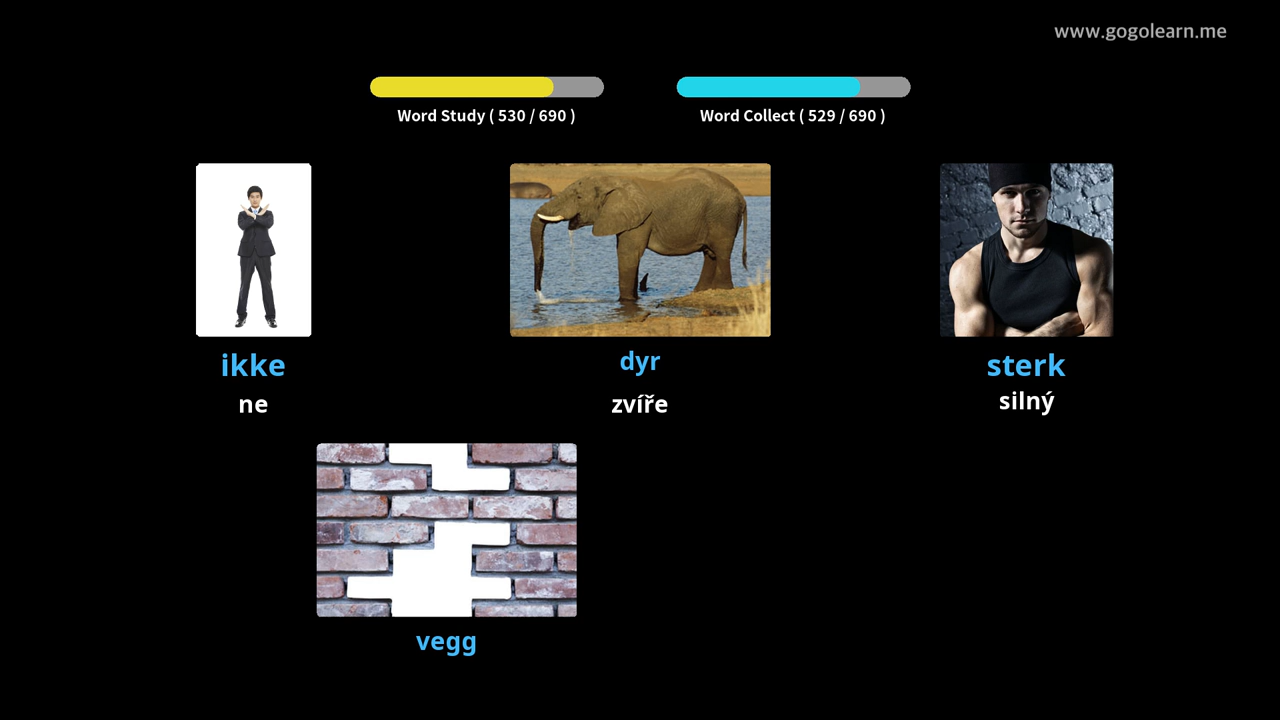 www.gogolearn.me
Word Study ( 530 / 690 )
Word Collect ( 529 / 690 )
ikke
dyr
sterk
ne
zvíře
silný
vegg